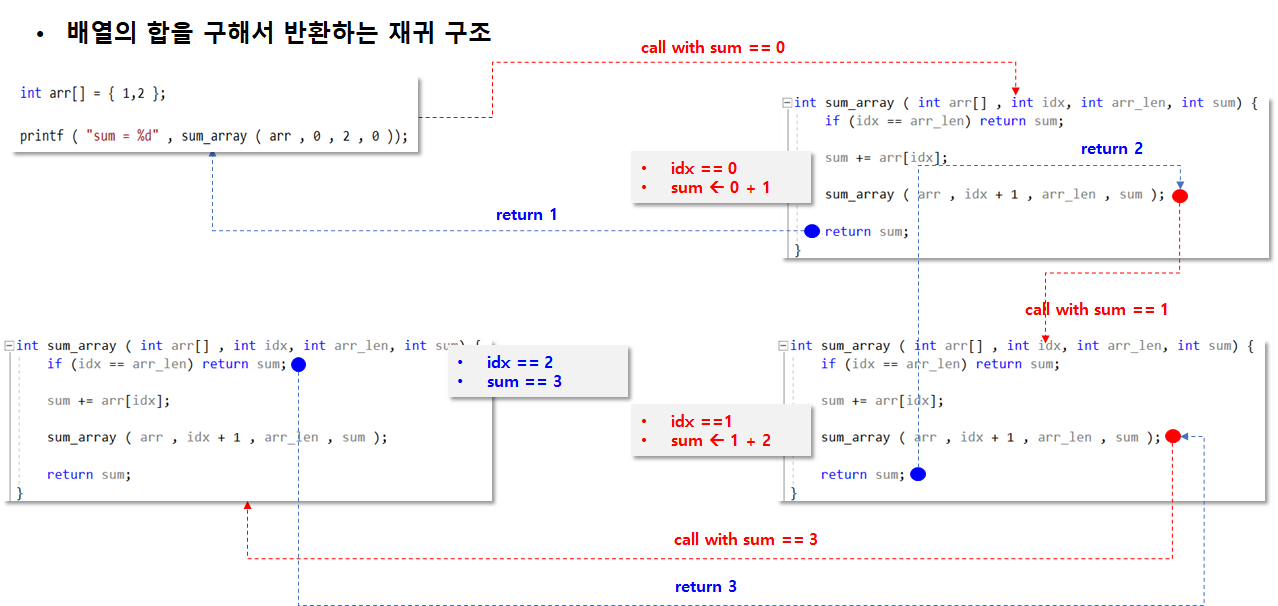 • 배열의 합을 구해서 반환하는 재귀 구조
call with sum == 0
int arr[] = { 1,2 };
printf ( "sum = %d" , sum_array ( arr , 0 , 2 , 0 ));
int sum_array ( int arr[] , int idx, int arr_len, int sum) {
if (idx == arr_len) return sum;
sum += arr[idx];
sum_array ( arr , idx + 1 , arr_len , sum );
return sum;
}
return 2
• idx == 0
• sum ← 0 + 1
return 1
call with sum == 1
int sum_array ( int arr[] , int idx, int arr_len, int sum) {
if (idx == arr_len) return sum;
sum += arr[idx];
sum_array ( arr , idx + 1 , arr_len , sum );
return sum;
}
• idx == 2
• sum == 3
int sum_array ( int arr[] , int idx, int arr_len, int sum) {
if (idx == arr_len) return sum;
sum += arr[idx];
sum_array ( arr , idx + 1 , arr_len , sum );
return sum;
}
• idx ==1
• sum ← 1 + 2
call with sum == 3
return 3